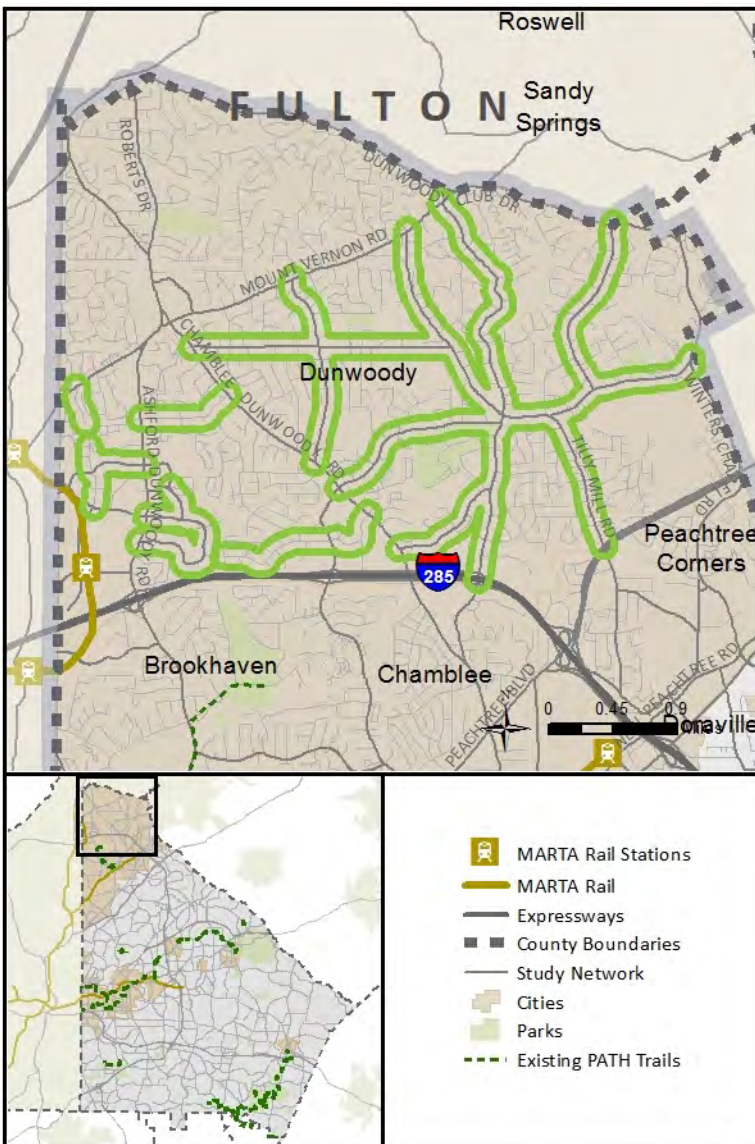 Roswell
FULTON
Sandy
Springs
ROBERTS DR
DUNWOODY CLUB DR
MOUNT VERNON RD
CHAMBLEE DUNWOODY RD
Dunwoody
ASHFORD DUNWOODY RD
TILLY MILL RD
WINTERS CHAPEL RD
Peachtree
Corners
285
Brookhaven
Chamblee
PEACHTREE BLVD
PEACHTREE RD
0 0.45 0.9
Miles
Doraville
MARTA Rail Stations
MARTA Rail
Expressways
County Boundaries
Study Network
Cities
Parks
Existing PATH Trails